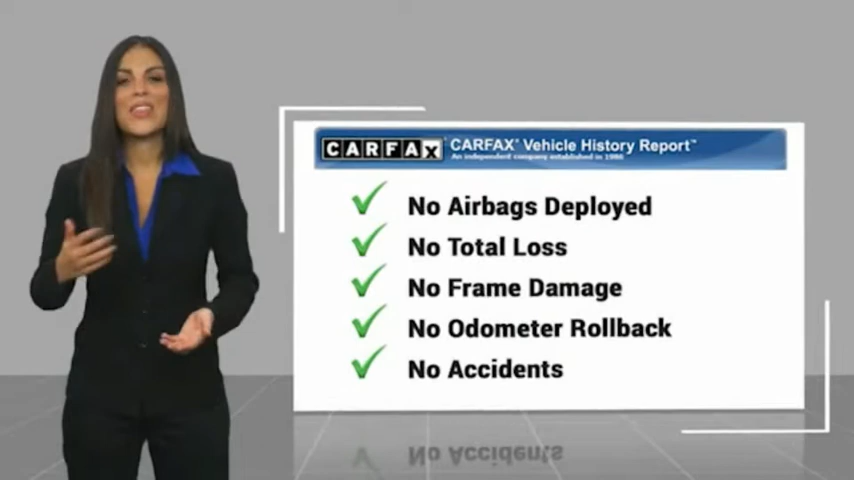 CARFAX CARFAX® Vehicle History Report™
An independent company established in 1986
No Airbags Deployed
No Total Loss
No Frame Damage
No Odometer Rollback
No Accidents
No Accidents